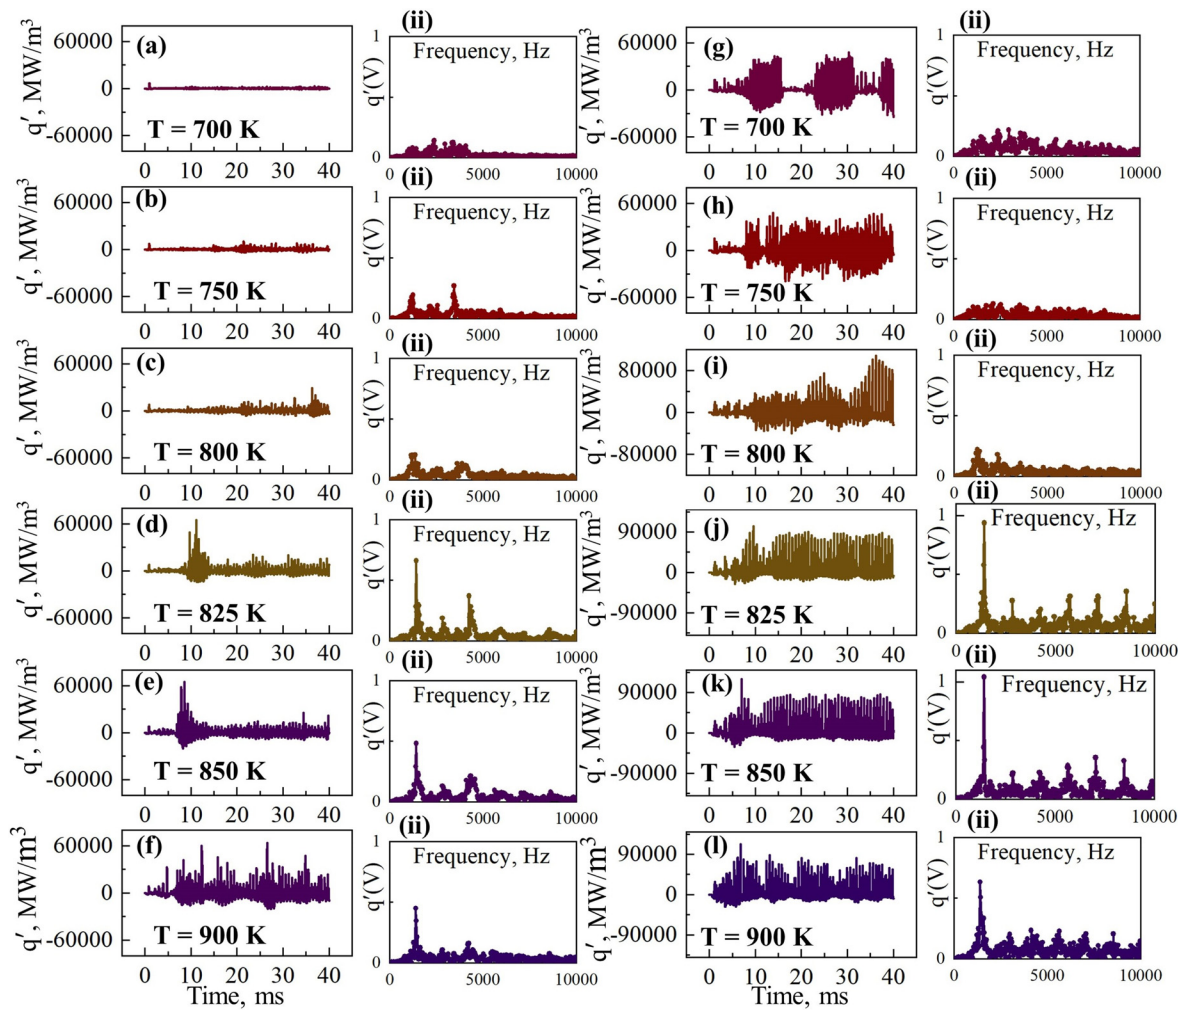 (a)
60000
0
-60000
q′, MW/m³
T = 700 K
0 10 20 30 40
(ii)
1
Frequency, Hz
q′(V)
0
0 5000 10000
(g)
60000
0
-60000
q′, MW/m³
T = 700 K
0 10 20 30 40
(ii)
1
Frequency, Hz
q′(V)
0
0 5000 10000
(b)
60000
0
-60000
q′, MW/m³
T = 750 K
0 10 20 30 40
(ii)
1
Frequency, Hz
q′(V)
0
0 5000 10000
(h)
60000
0
-60000
q′, MW/m³
T = 750 K
0 10 20 30 40
(ii)
1
Frequency, Hz
q′(V)
0
0 5000 10000
(c)
60000
0
-60000
q′, MW/m³
T = 800 K
0 10 20 30 40
(ii)
1
Frequency, Hz
q′(V)
0
0 5000 10000
(i)
80000
0
-80000
q′, MW/m³
T = 800 K
0 10 20 30 40
(ii)
1
Frequency, Hz
q′(V)
0
0 5000 10000
(d)
60000
0
-60000
q′, MW/m³
T = 825 K
0 10 20 30 40
(ii)
1
Frequency, Hz
q′(V)
0
0 5000 10000
(j)
90000
0
-90000
q′, MW/m³
T = 825 K
0 10 20 30 40
(ii)
1
Frequency, Hz
q′(V)
0
0 5000 10000
(e)
60000
0
-60000
q′, MW/m³
T = 850 K
0 10 20 30 40
(ii)
1
Frequency, Hz
q′(V)
0
0 5000 10000
(k)
90000
0
-90000
q′, MW/m³
T = 850 K
0 10 20 30 40
(ii)
1
Frequency, Hz
q′(V)
0
0 5000 10000
(f)
60000
0
-60000
q′, MW/m³
T = 900 K
0 10 20 30 40
Time, ms
(ii)
1
Frequency, Hz
q′(V)
0
0 5000 10000
(l)
90000
0
-90000
q′, MW/m³
T = 900 K
0 10 20 30 40
Time, ms
(ii)
1
Frequency, Hz
q′(V)
0
0 5000 10000